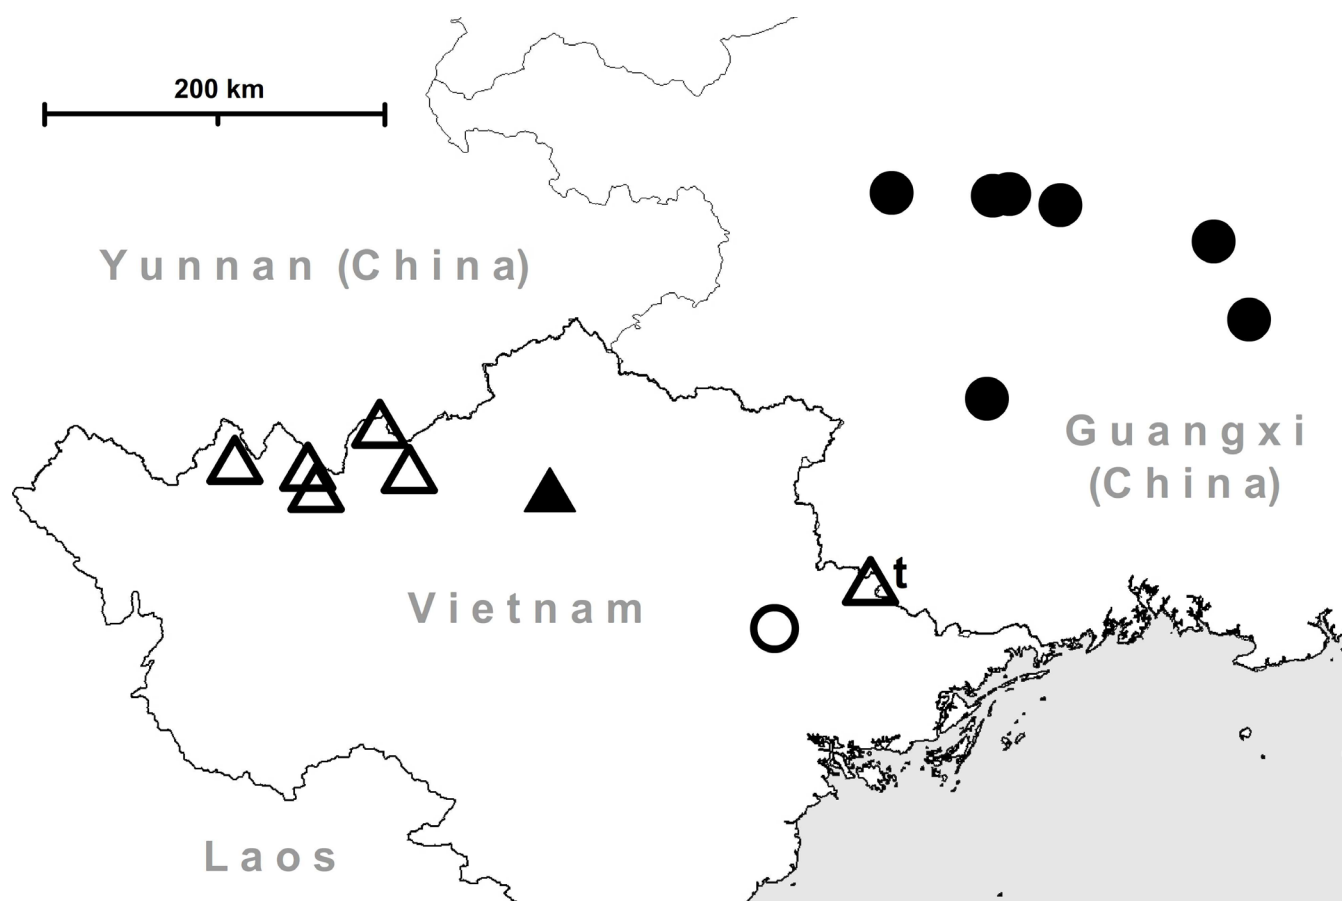 200 km
Yunnan (China)
Guangxi
(China)
t
Vietnam
Laos